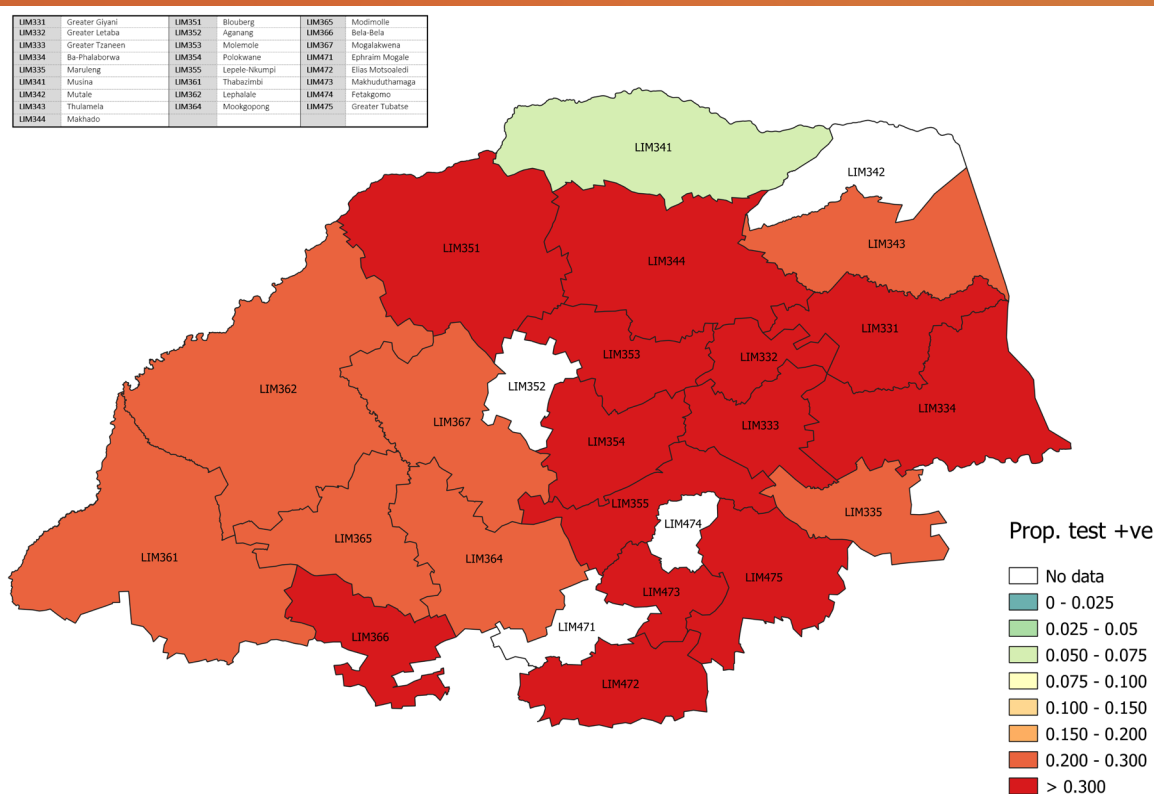 LIM331 Greater Giyani LIM351 Blouberg LIM365 Modimolle
LIM332 Greater Letaba LIM352 Aganang LIM366 Bela-Bela
LIM333 Greater Tzaneen LIM353 Molemole LIM367 Mogalakwena
LIM334 Ba-Phalaborwa LIM354 Polokwane LIM471 Ephraim Mogale
LIM335 Maruleng LIM355 Lepele-Nkumpi LIM472 Elias Motsoaledi
LIM341 Musina LIM361 Thabazimbi LIM473 Makhuduthamaga
LIM342 Mutale LIM362 Lephalale LIM474 Fetakgomo
LIM343 Thulamela LIM364 Mookgopong LIM475 Greater Tubatse
LIM344 Makhado
LIM341
LIM342
LIM343
LIM351
LIM344
LIM331
LIM353
LIM332
LIM352
LIM362
LIM334
LIM367
LIM333
LIM354
LIM355
LIM335
LIM474
LIM365
LIM361
LIM364
LIM475
LIM473
LIM471
LIM366
LIM472
Prop. test +ve
No data
0 - 0.025
0.025 - 0.05
0.050 - 0.075
0.075 - 0.100
0.100 - 0.150
0.150 - 0.200
0.200 - 0.300
> 0.300